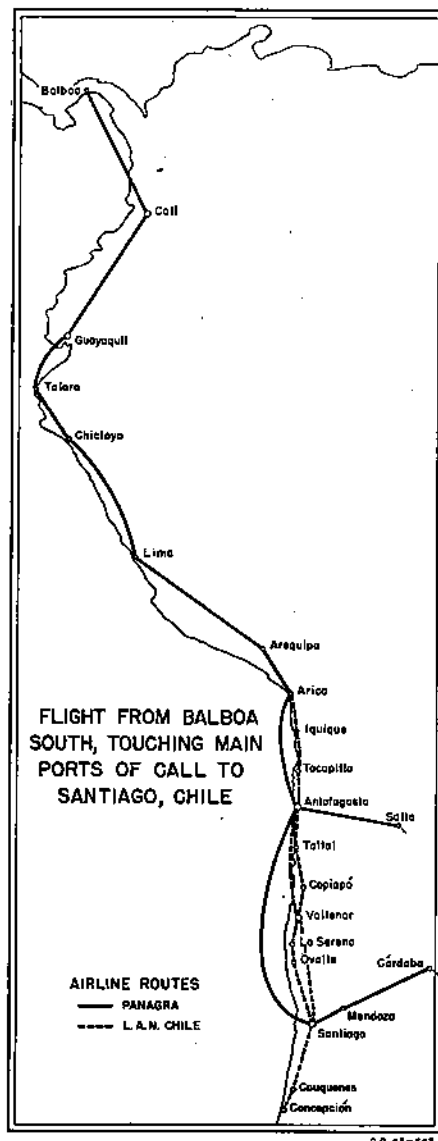 Balboa
Cali
Guayaquil
Talara
Chiclayo
Lima
Arequipa
Arica
FLIGHT FROM BALBOA
SOUTH, TOUCHING MAIN
PORTS OF CALL TO
SANTIAGO, CHILE
Iquique
Tocopilla
Antofagasta
Salta
Taltal
Copiapó
Vallenar
La Serena
Ovalle
Córdoba
AIRLINE ROUTES
PANAGRA
L.A.N. CHILE
Mendoza
Santiago
Cauquenes
Concepción